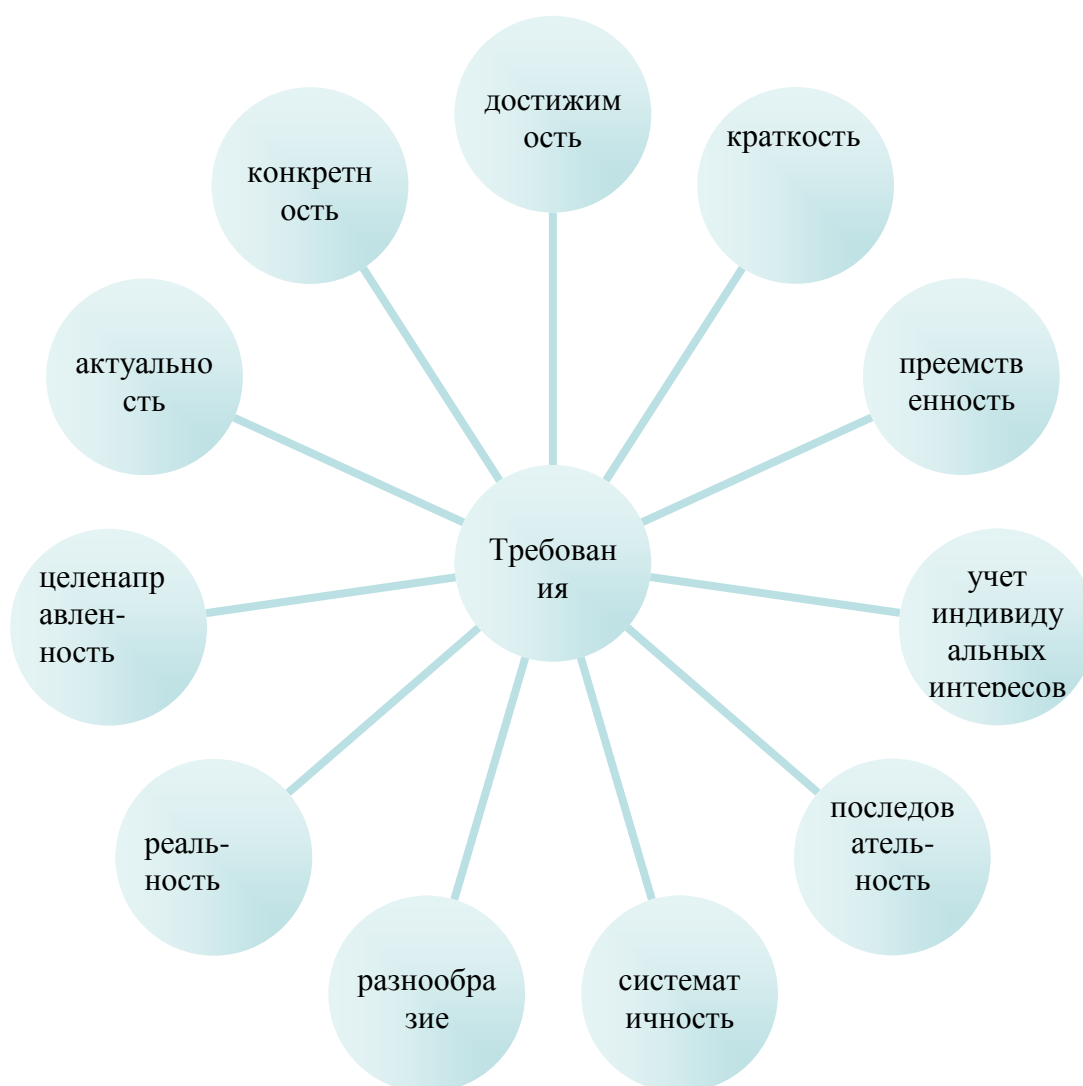 достижим
ость
краткость
конкретн
ость
преемств
енность
актуально
сть
Требован
ия
учет
индивиду
альных
интересов
целенапр
авлен-
ность
последов
атель-
ность
реаль-
ность
разнообра
зие
системат
ичность